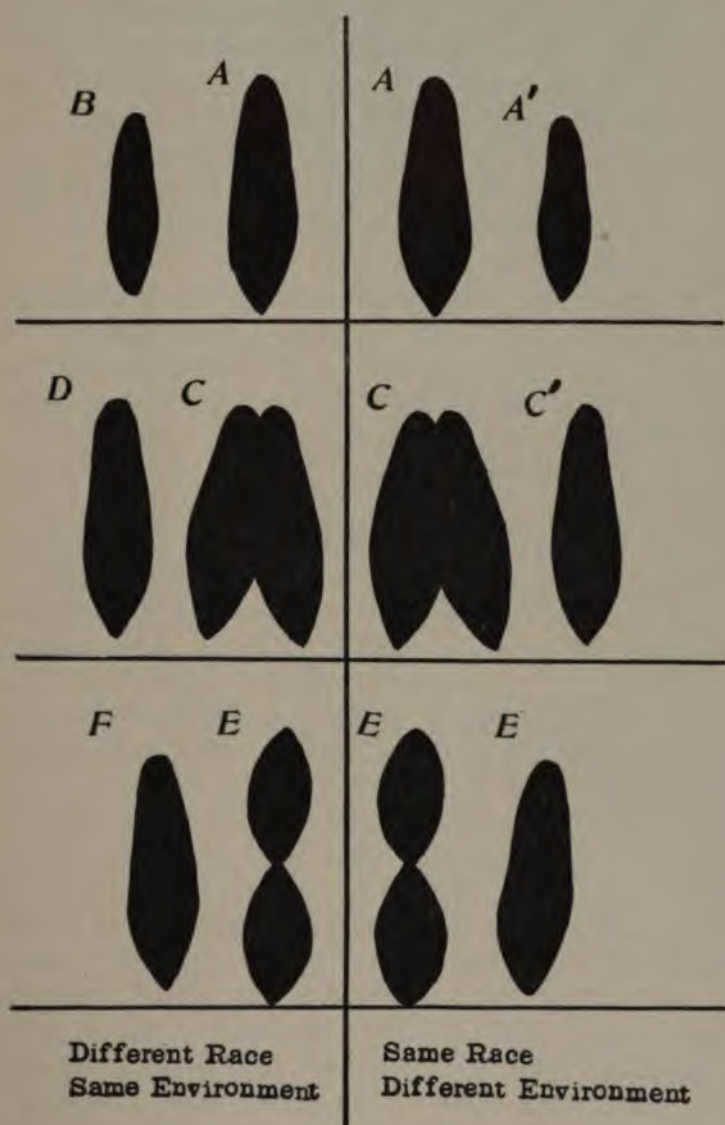 B A A A'
D C C C'
F E E E
Different Race
Same Environment
Same Race
Different Environment